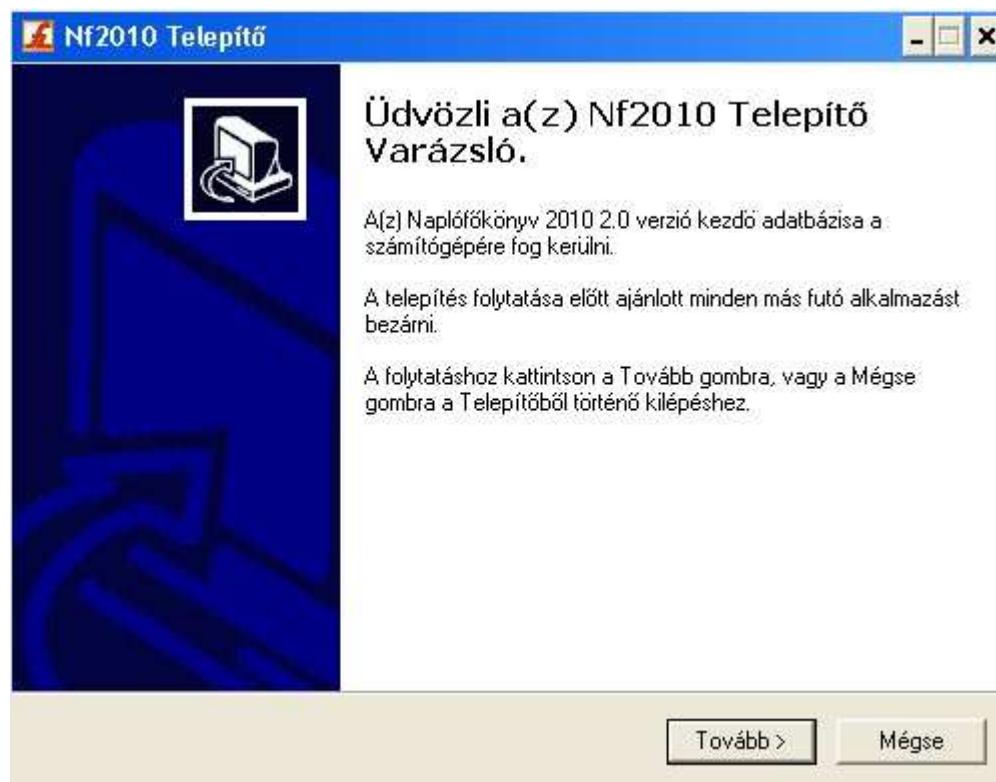 Nf2010 Telepítő
Üdvözli a(z) Nf2010 Telepítő
Varázsló.
A(z) Naplófőkönyv 2010 2.0 verzió kezdö adatbázisa a
számítógépére fog kerülni.
A telepítés folytatása előtt ajánlott minden más futó alkalmazást
bezárni.
A folytatáshoz kattintson a Tovább gombra, vagy a Mégse
gombra a Telepítőből történő kilépéshez.
Tovább >
Mégse